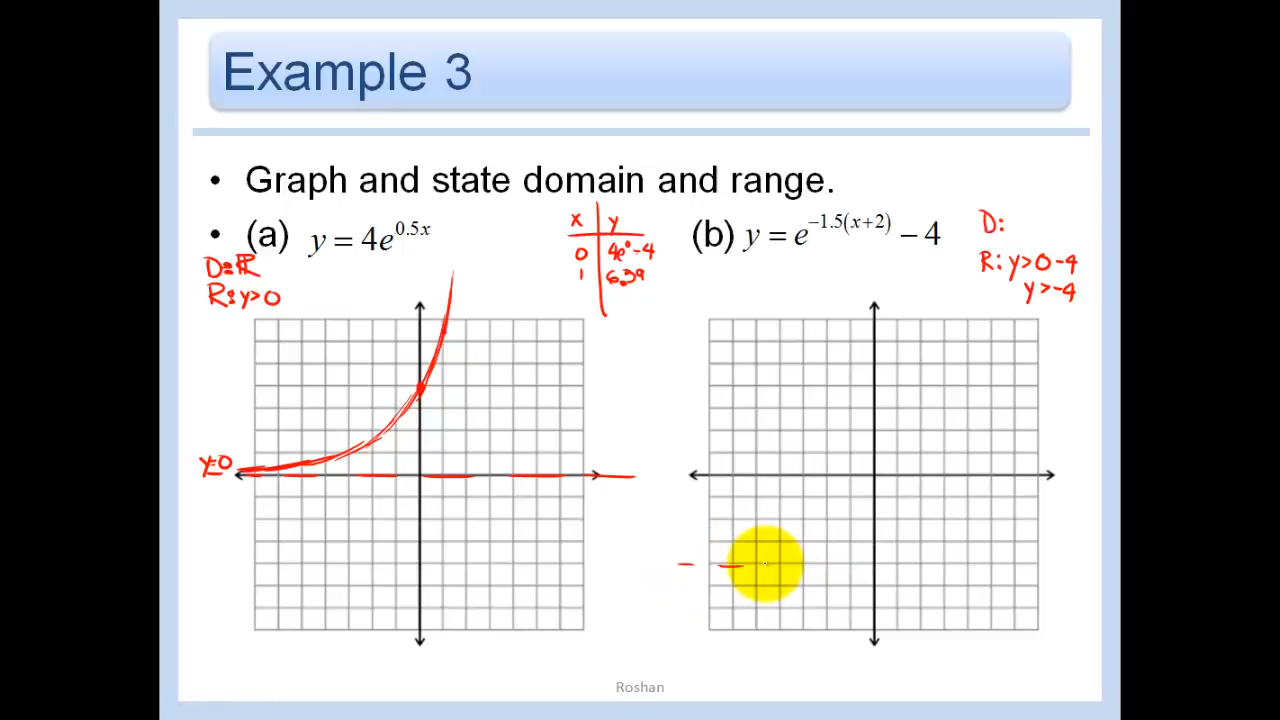 Example 3
• Graph and state domain and range.
• (a) y = 4e^{0.5x}
D=ℝ
R: y>0
x | y
0 | 4e⁰-4
1 | 6.59
(b) y = e^{-1.5(x+2)} - 4
D:
R: y>0-4
y>-4
y=0
Roshan